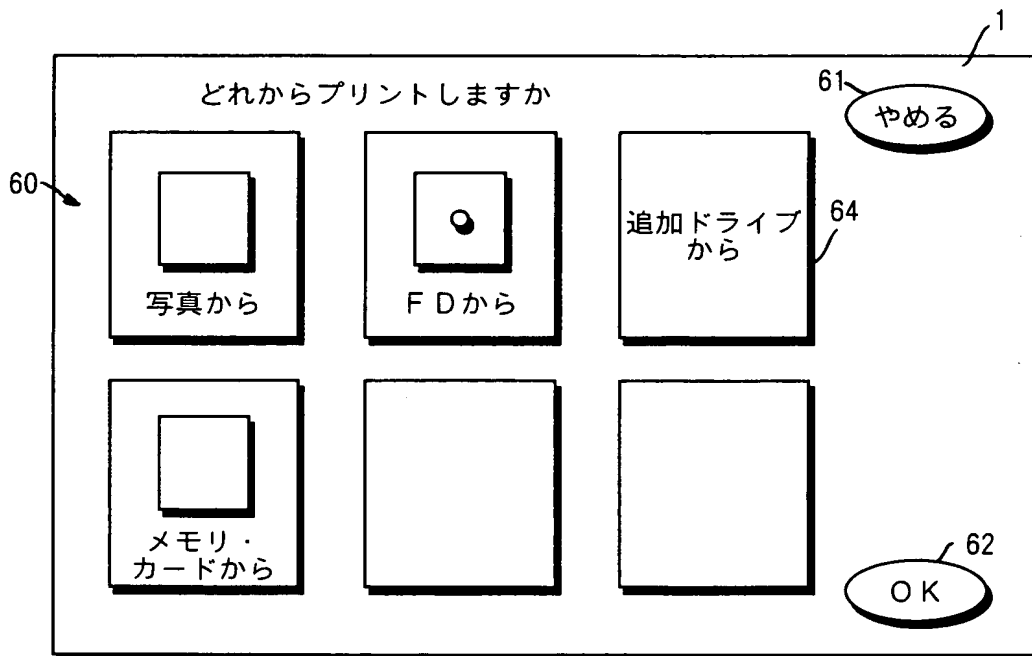 1
どれからプリントしますか
61
やめる
60
写真から
ＦＤから
追加ドライブ
から
64
メモリ・
カードから
62
ＯＫ